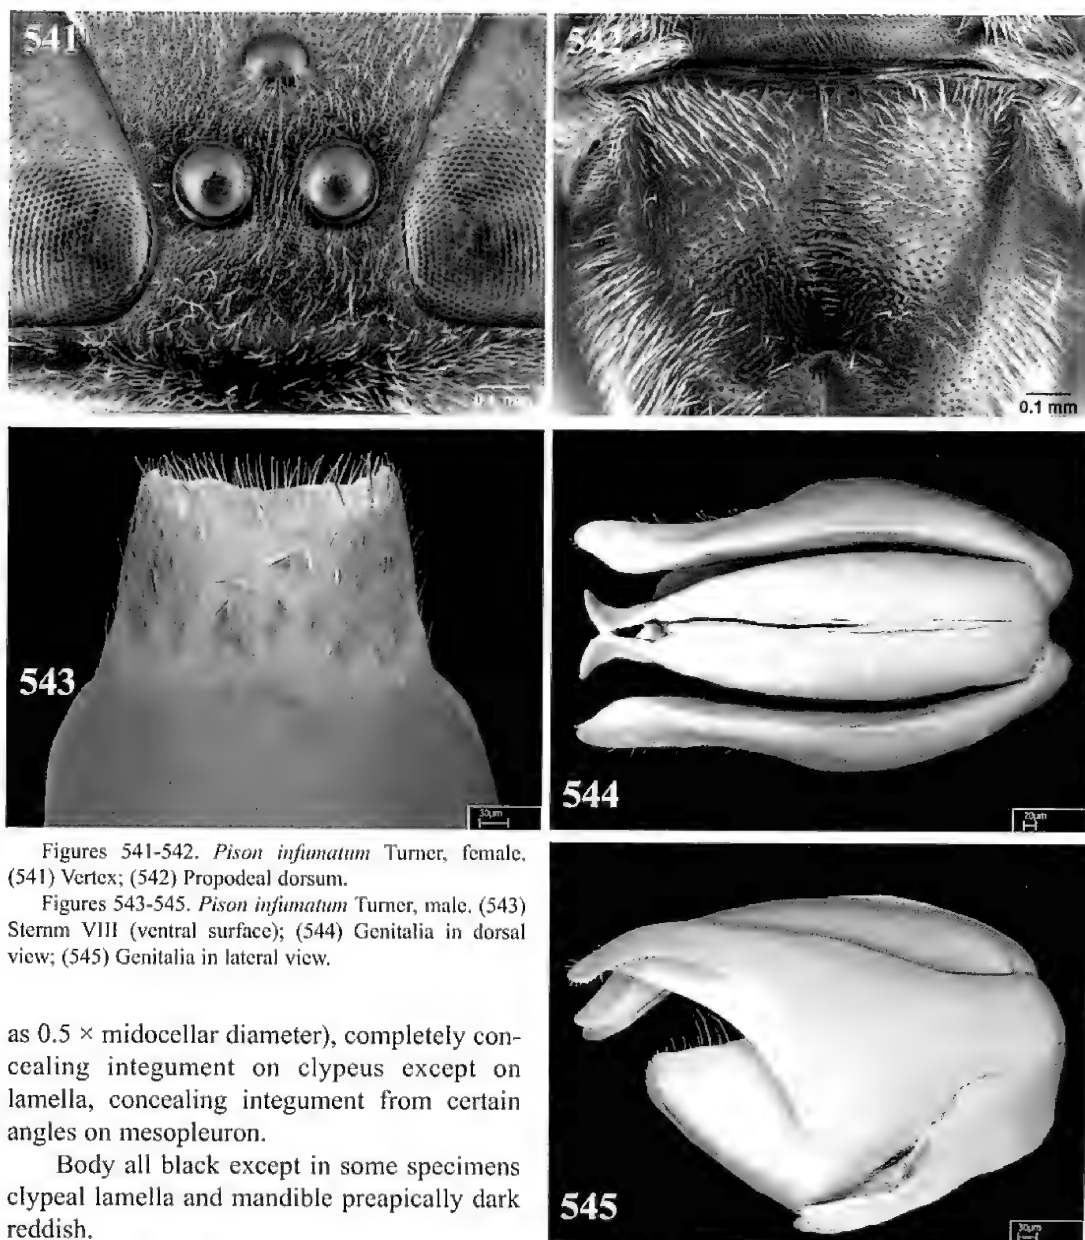 541
0.1 mm
543
30µm
544
20µm
Figures 541-542. Pison infumatum Turner, female.
(541) Vertex; (542) Propodeal dorsum.
Figures 543-545. Pison infumatum Turner, male. (543)
Sternm VIII (ventral surface); (544) Genitalia in dorsal
view; (545) Genitalia in lateral view.
as 0.5 × midocellar diameter), completely con-
cealing integument on clypeus except on
lamella, concealing integument from certain
angles on mesopleuron.
Body all black except in some specimens
clypeal lamella and mandible preapically dark
reddish.
545
30µm